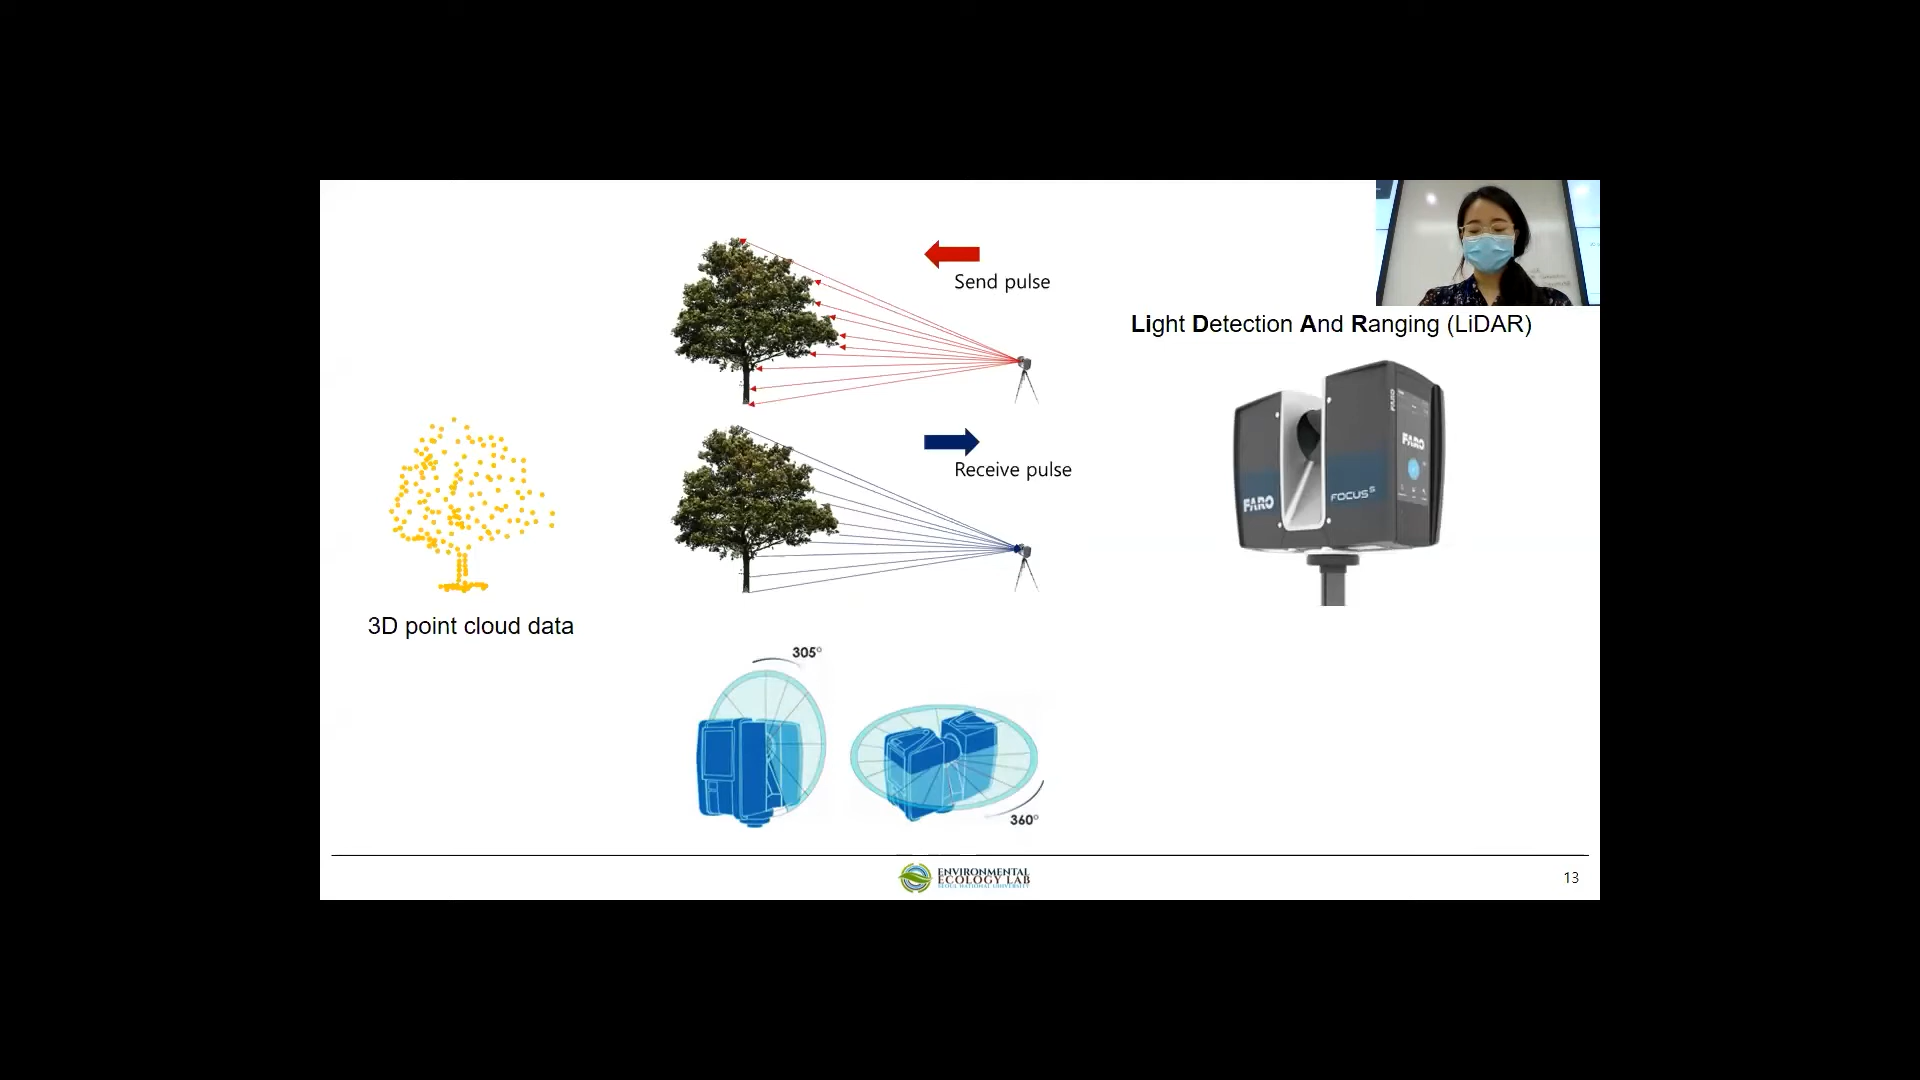 Send pulse
Light Detection And Ranging (LiDAR)
FARO
FARO
FARO
FOCUS S
Receive pulse
3D point cloud data
305°
360°
ENVIRONMENTAL
ECOLOGY LAB
SEOUL NATIONAL UNIVERSITY
13